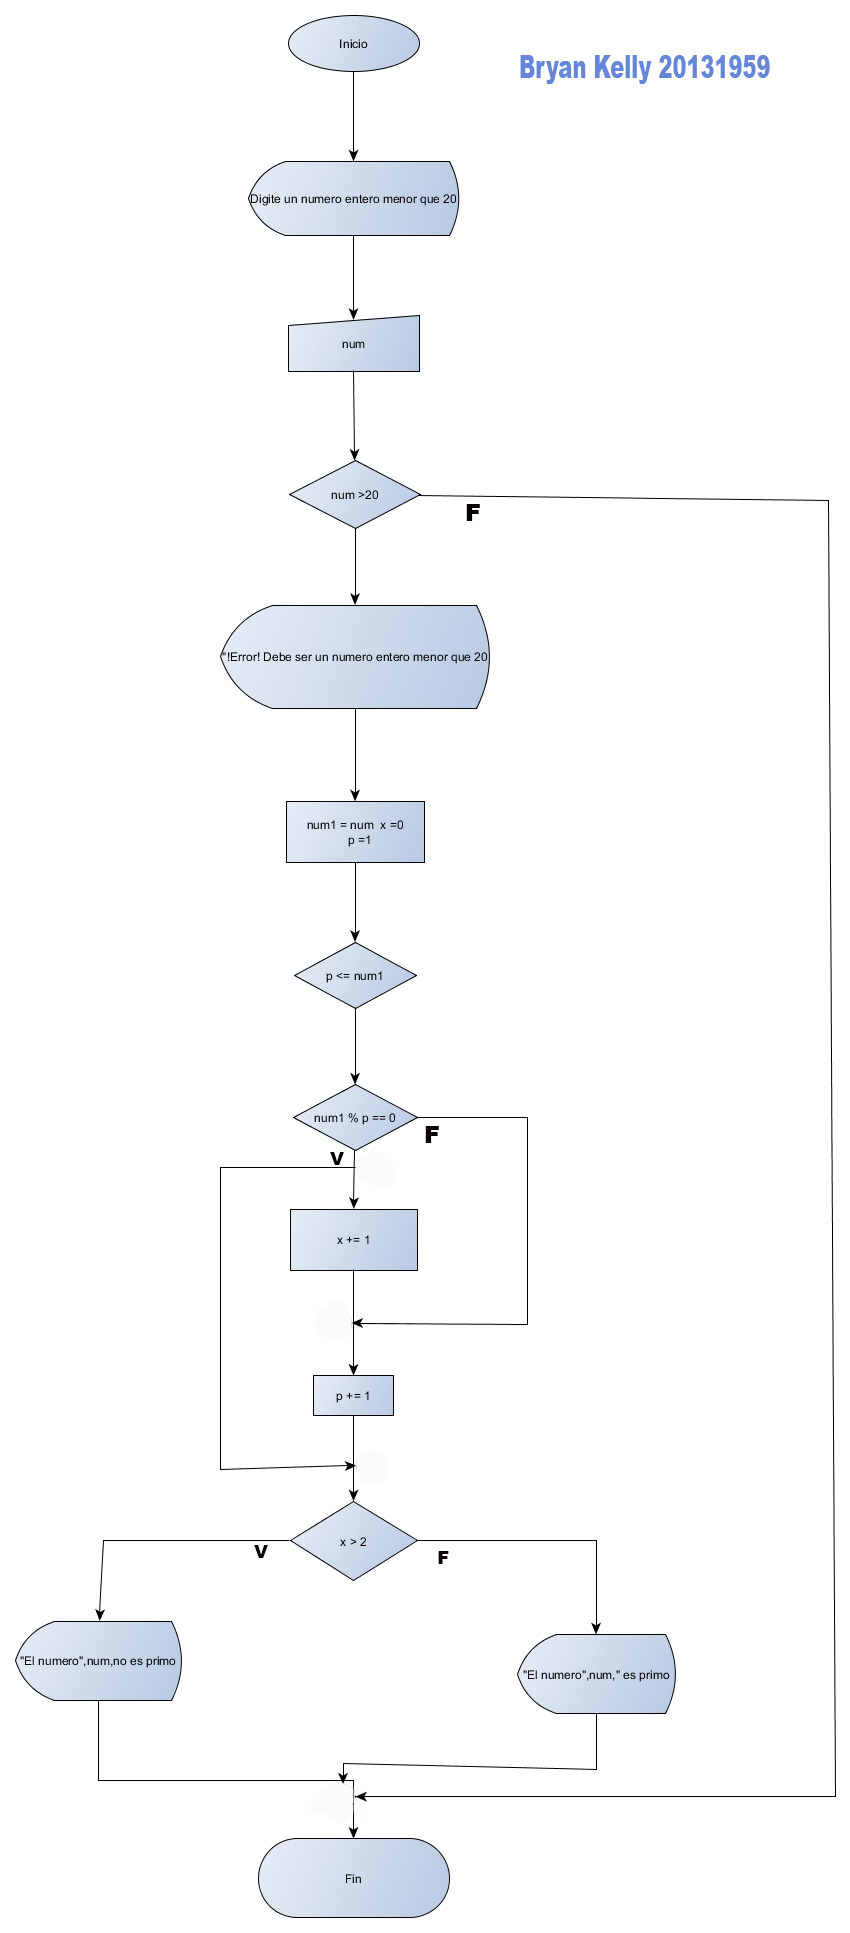 Inicio
Bryan Kelly 20131959
Digite un numero entero menor que 20
num
num >20
F
"!Error! Debe ser un numero entero menor que 20
num1 = num  x =0
p =1
p <= num1
num1 % p == 0
F
V
x += 1
p += 1
x > 2
V
F
"El numero",num,no es primo
"El numero",num," es primo
Fin